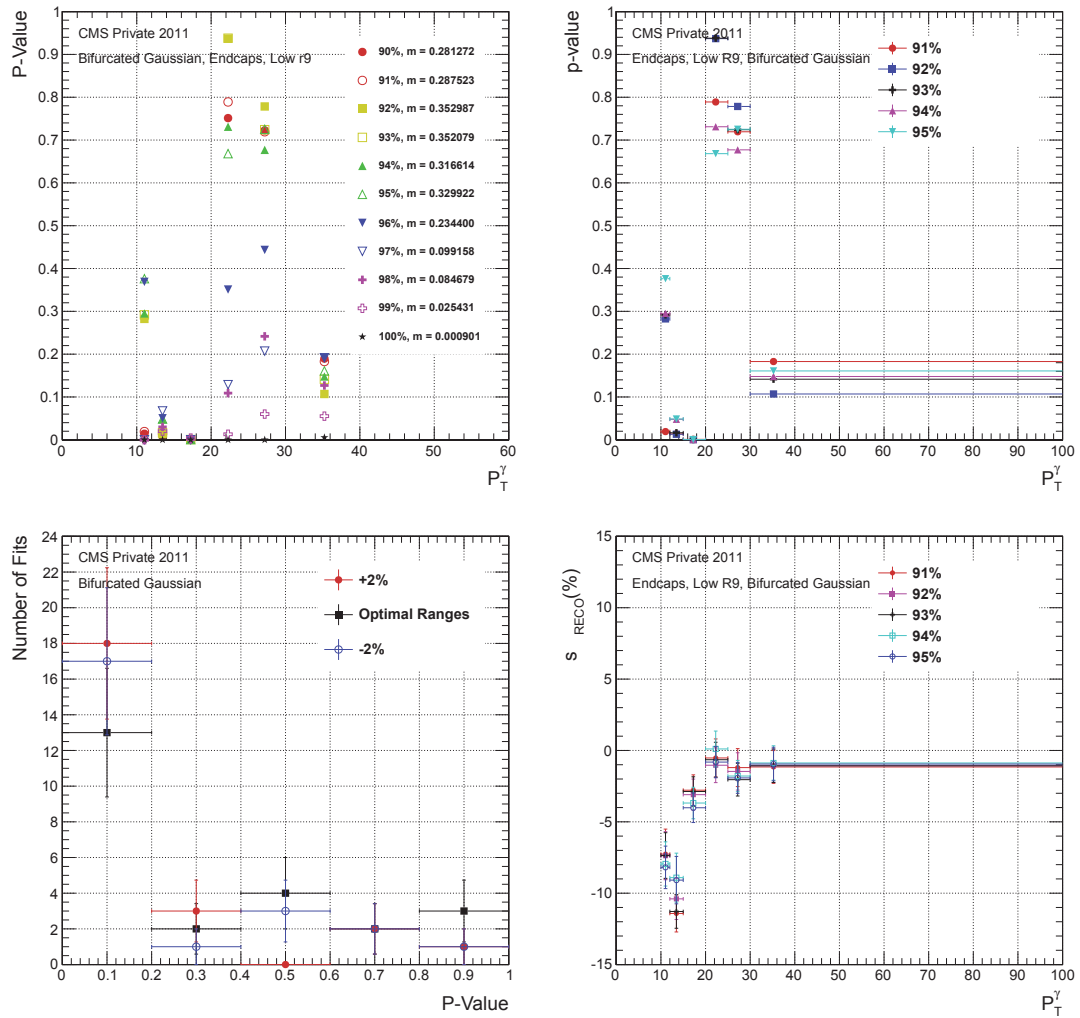 CMS Private 2011
Bifurcated Gaussian, Endcaps, Low r9
90%, m = 0.281272
91%, m = 0.287523
92%, m = 0.352987
93%, m = 0.352079
94%, m = 0.316614
95%, m = 0.329922
96%, m = 0.234400
97%, m = 0.099158
98%, m = 0.084679
99%, m = 0.025431
100%, m = 0.000901
P-Value
1
0.9
0.8
0.7
0.6
0.5
0.4
0.3
0.2
0.1
0
0 10 20 30 40 50 60
P_T^γ
CMS Private 2011
Endcaps, Low R9, Bifurcated Gaussian
91%
92%
93%
94%
95%
p-value
1
0.9
0.8
0.7
0.6
0.5
0.4
0.3
0.2
0.1
0
0 10 20 30 40 50 60 70 80 90 100
P_T^γ
CMS Private 2011
Bifurcated Gaussian
+2%
Optimal Ranges
-2%
Number of Fits
24
22
20
18
16
14
12
10
8
6
4
2
0
0 0.1 0.2 0.3 0.4 0.5 0.6 0.7 0.8 0.9 1
P-Value
CMS Private 2011
Endcaps, Low R9, Bifurcated Gaussian
91%
92%
93%
94%
95%
s RECO (%)
15
10
5
0
-5
-10
-15
0 10 20 30 40 50 60 70 80 90 100
P_T^γ